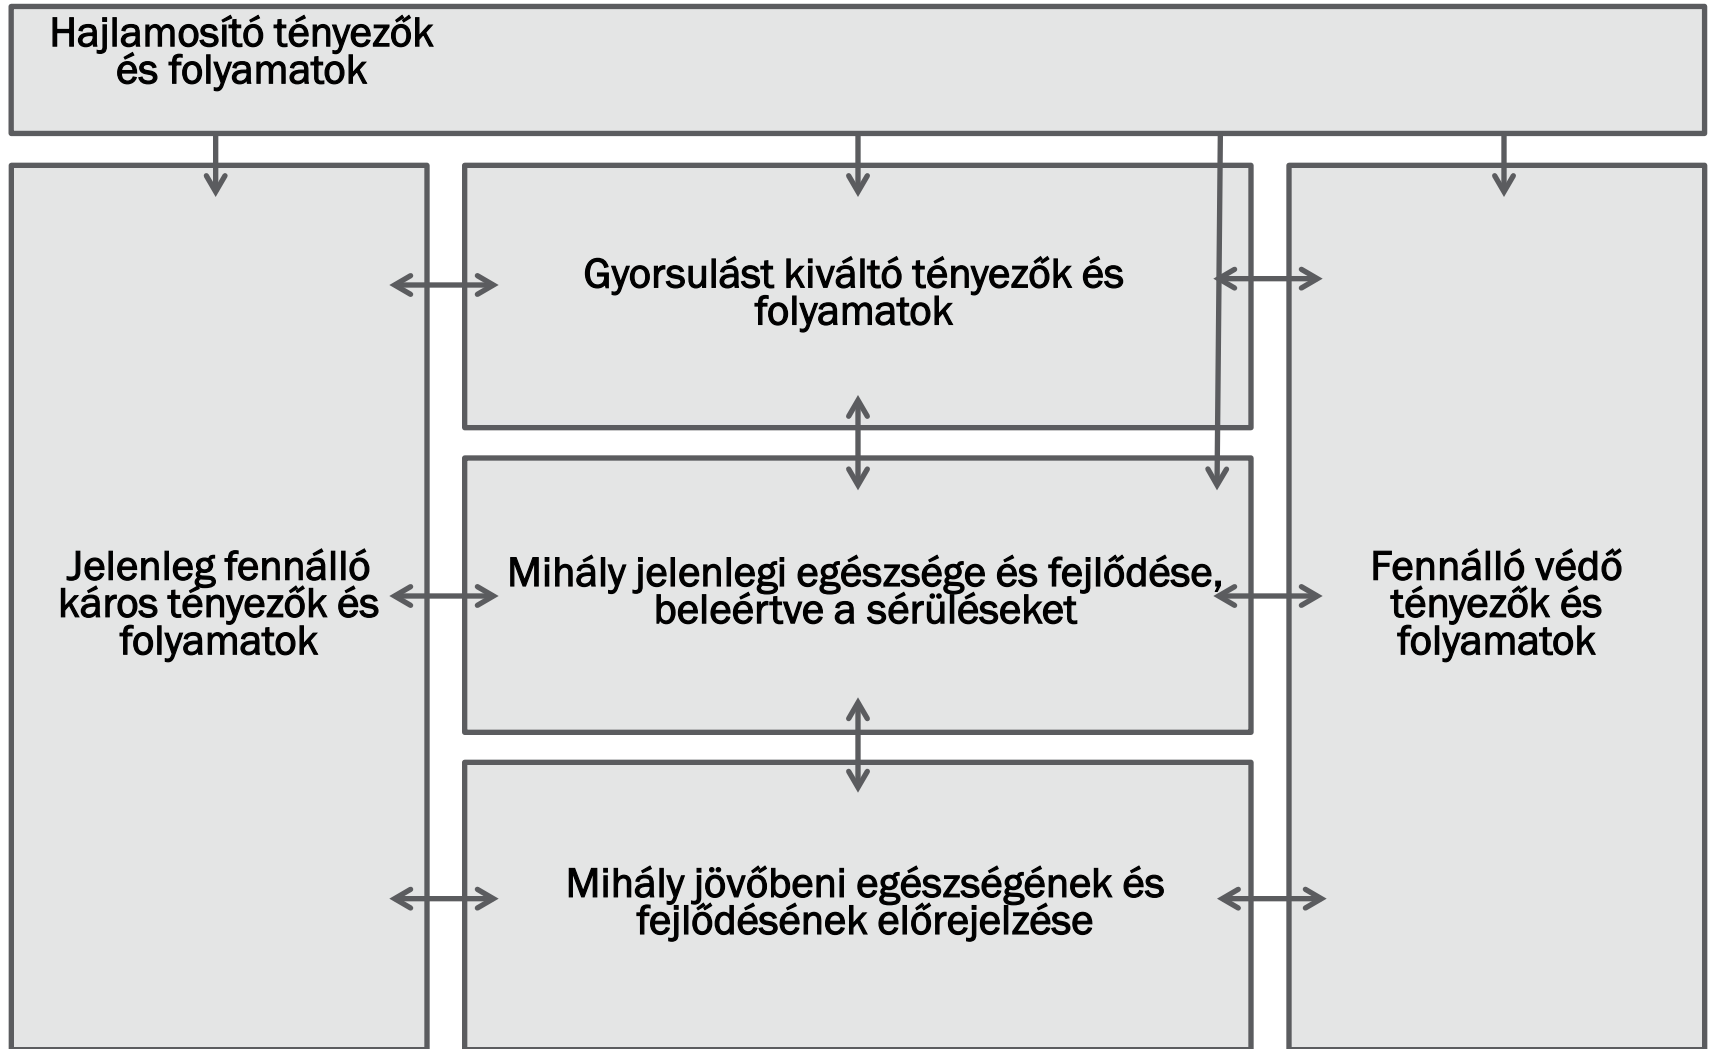 Hajlamosító tényezők
és folyamatok
Gyorsulást kiváltó tényezők és
folyamatok
Jelenleg fennálló
káros tényezők és
folyamatok
Mihály jelenlegi egészsége és fejlődése,
beleértve a sérüléseket
Fennálló védő
tényezők és
folyamatok
Mihály jövőbeni egészségének és
fejlődésének előrejelzése